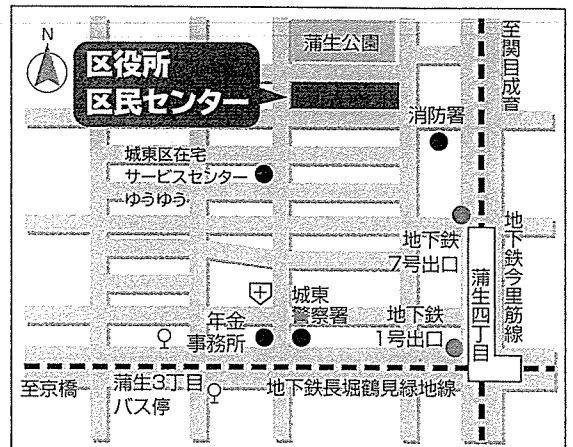 N
蒲生公園
至関目成育
区役所
区民センター
消防署
城東区在宅
サービスセンター
ゆうゆう
地下鉄
7号出口
地下鉄今里筋線
蒲生四丁目
城東
警察署
年金
事務所
地下鉄
1号出口
至京橋
蒲生3丁目
バス停
地下鉄長堀鶴見緑地線